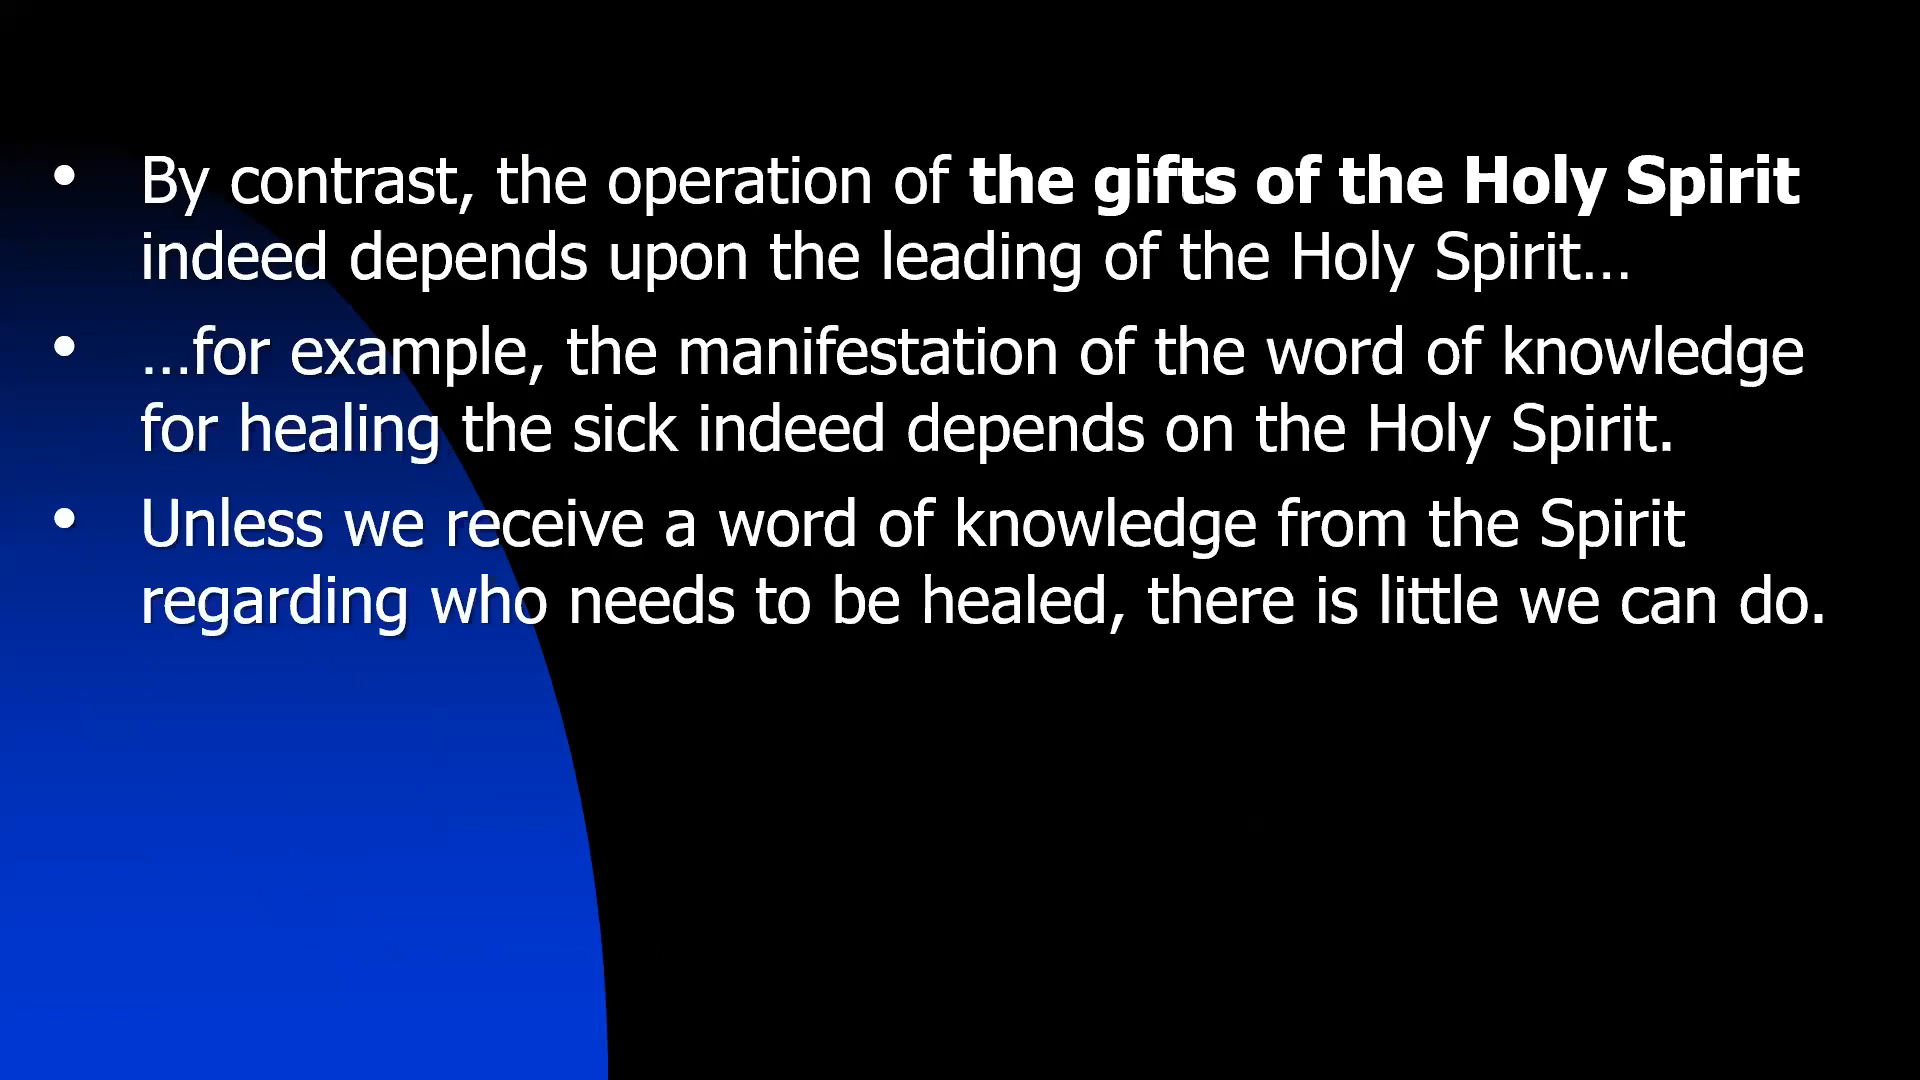 • By contrast, the operation of the gifts of the Holy Spirit
indeed depends upon the leading of the Holy Spirit…
• …for example, the manifestation of the word of knowledge
for healing the sick indeed depends on the Holy Spirit.
• Unless we receive a word of knowledge from the Spirit
regarding who needs to be healed, there is little we can do.